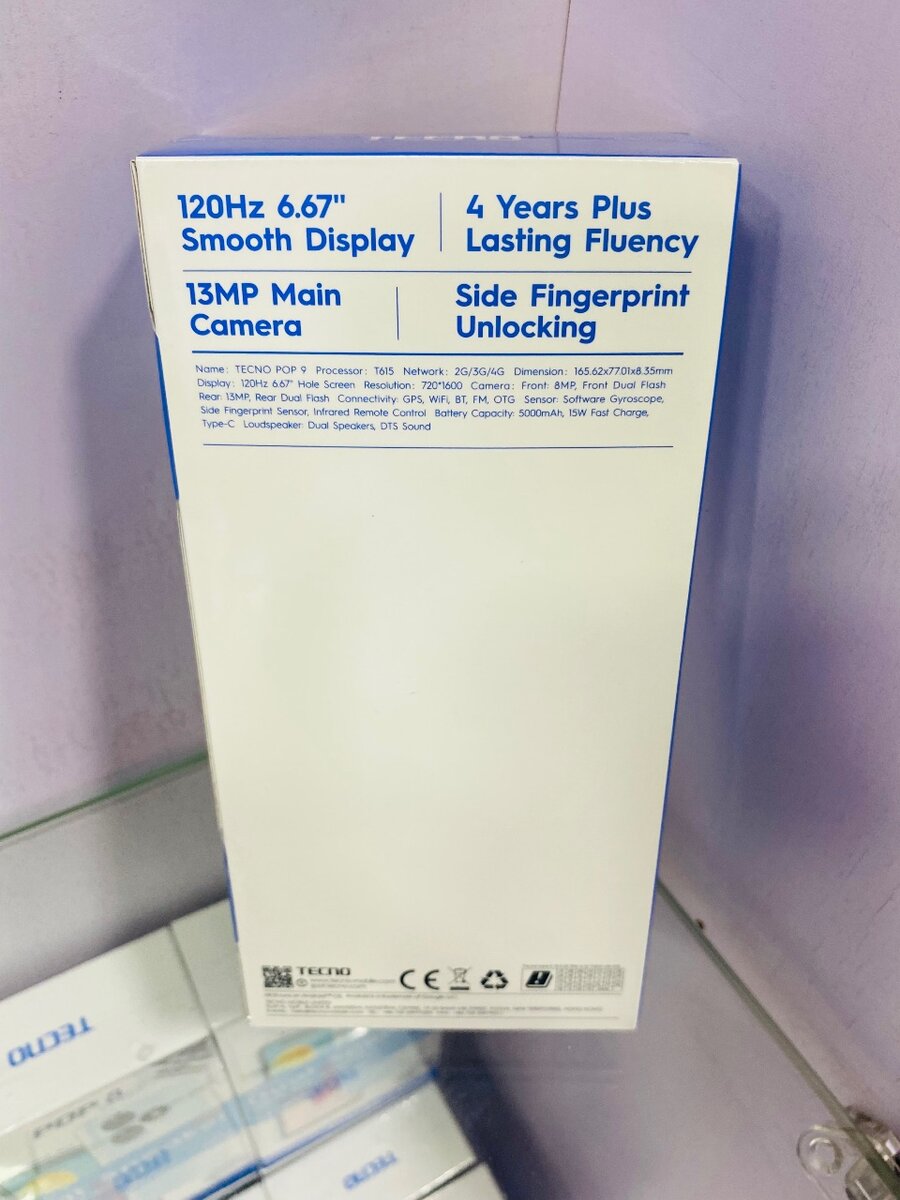 120Hz 6.67"
Smooth Display
4 Years Plus
Lasting Fluency
13MP Main
Camera
Side Fingerprint
Unlocking
Name: TECNO POP 9 Processor: T615 Network: 2G/3G/4G Dimension: 165.62x77.01x8.35mm
Display: 120Hz 6.67" Hole Screen Resolution: 720*1600 Camera: Front: 8MP, Front Dual Flash
Rear: 13MP, Rear Dual Flash Connectivity: GPS, WiFi, BT, FM, OTG Sensor: Software Gyroscope,
Side Fingerprint Sensor, Infrared Remote Control Battery Capacity: 5000mAh, 15W Fast Charge,
Type-C Loudspeaker: Dual Speakers, DTS Sound
TECNO
CE
TECNO
POP 9
TECNO
TECNO